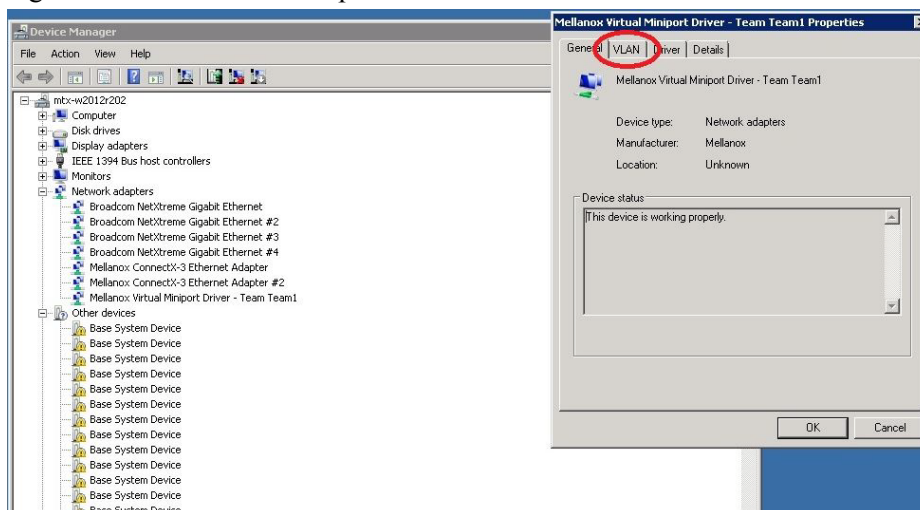 Device Manager
File Action View Help
mtx-w2012r202
Computer
Disk drives
Display adapters
IEEE 1394 Bus host controllers
Monitors
Network adapters
Broadcom NetXtreme Gigabit Ethernet
Broadcom NetXtreme Gigabit Ethernet #2
Broadcom NetXtreme Gigabit Ethernet #3
Broadcom NetXtreme Gigabit Ethernet #4
Mellanox ConnectX-3 Ethernet Adapter
Mellanox ConnectX-3 Ethernet Adapter #2
Mellanox Virtual Miniport Driver - Team Team1
Other devices
Base System Device
Base System Device
Base System Device
Base System Device
Base System Device
Base System Device
Base System Device
Base System Device
Base System Device
Base System Device
Base System Device
Base System Device
Base System Device
Mellanox Virtual Miniport Driver - Team Team1 Properties
General VLAN Driver Details
Mellanox Virtual Miniport Driver - Team Team1
Device type: Network adapters
Manufacturer: Mellanox
Location: Unknown
Device status
This device is working properly.
OK Cancel